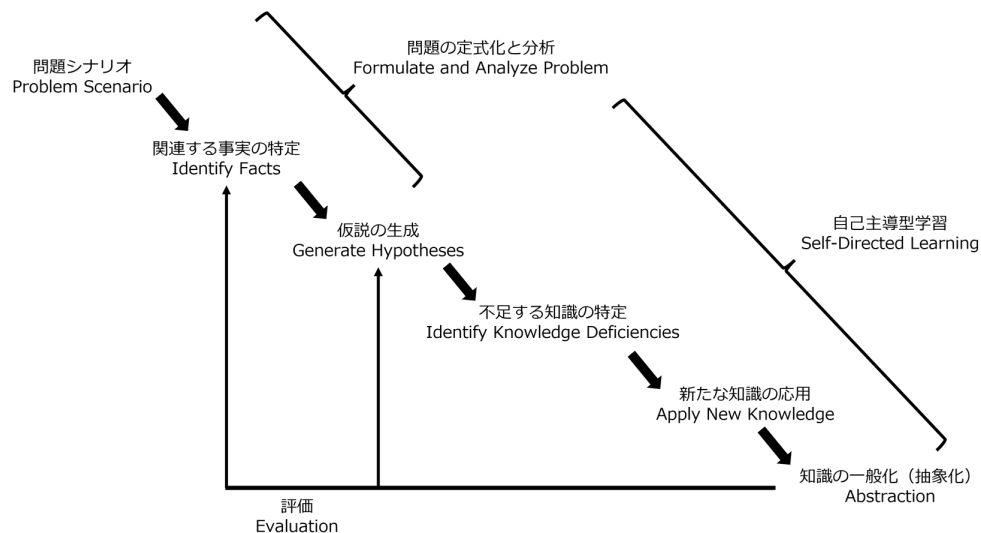 問題シナリオ
Problem Scenario
問題の定式化と分析
Formulate and Analyze Problem
関連する事実の特定
Identify Facts
仮説の生成
Generate Hypotheses
自己主導型学習
Self-Directed Learning
不足する知識の特定
Identify Knowledge Deficiencies
新たな知識の応用
Apply New Knowledge
知識の一般化（抽象化）
Abstraction
評価
Evaluation